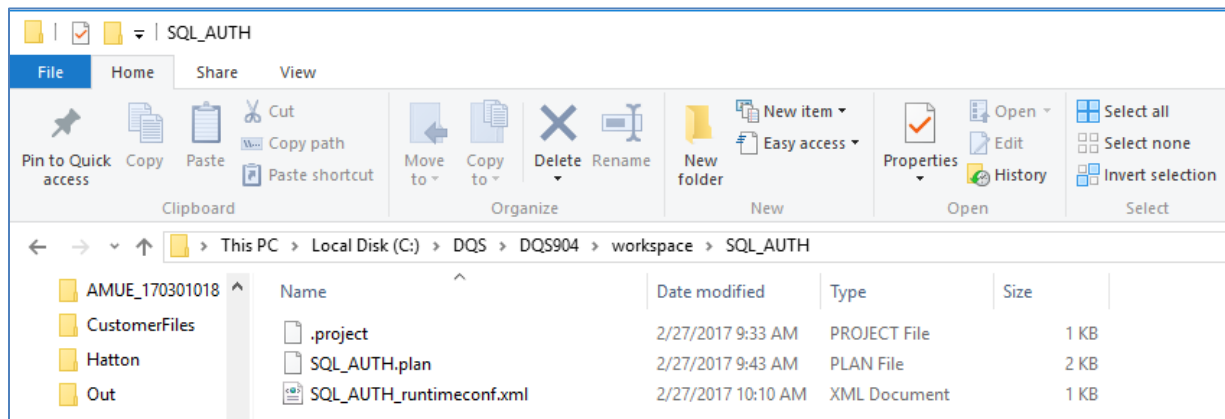 SQL_AUTH
File Home Share View
Pin to Quick access
Copy
Paste
Cut
Copy path
Paste shortcut
Move to
Copy to
Delete
Rename
New folder
New item
Easy access
Properties
Open
Edit
History
Select all
Select none
Invert selection
Clipboard Organize New Open Select
This PC > Local Disk (C:) > DQS > DQS904 > workspace > SQL_AUTH
AMUE_170301018
CustomerFiles
Hatton
Out
Name Date modified Type Size
.project 2/27/2017 9:33 AM PROJECT File 1 KB
SQL_AUTH.plan 2/27/2017 9:43 AM PLAN File 2 KB
SQL_AUTH_runtimeconf.xml 2/27/2017 10:10 AM XML Document 1 KB